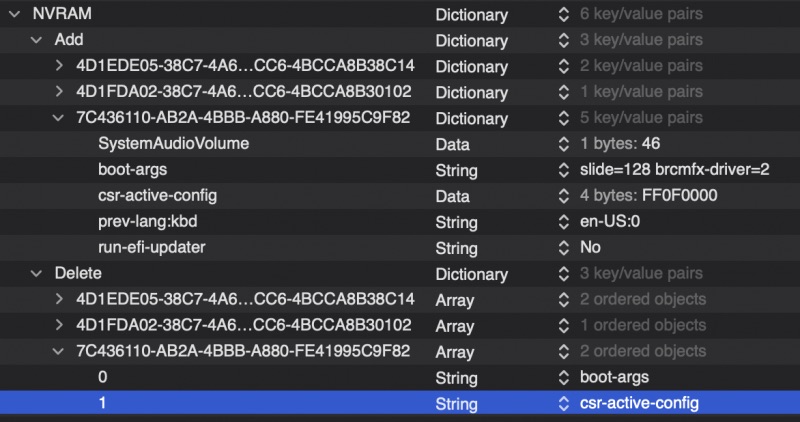 NVRAM Dictionary 6 key/value pairs
Add Dictionary 3 key/value pairs
4D1EDE05-38C7-4A6...CC6-4BCCA8B38C14 Dictionary 2 key/value pairs
4D1FDA02-38C7-4A6...CC6-4BCCA8B30102 Dictionary 1 key/value pairs
7C436110-AB2A-4BBB-A880-FE41995C9F82 Dictionary 5 key/value pairs
SystemAudioVolume Data 1 bytes: 46
boot-args String slide=128 brcmfx-driver=2
csr-active-config Data 4 bytes: FF0F0000
prev-lang:kbd String en-US:0
run-efi-updater String No
Delete Dictionary 3 key/value pairs
4D1EDE05-38C7-4A6...CC6-4BCCA8B38C14 Array 2 ordered objects
4D1FDA02-38C7-4A6...CC6-4BCCA8B30102 Array 1 ordered objects
7C436110-AB2A-4BBB-A880-FE41995C9F82 Array 2 ordered objects
0 String boot-args
1 String csr-active-config